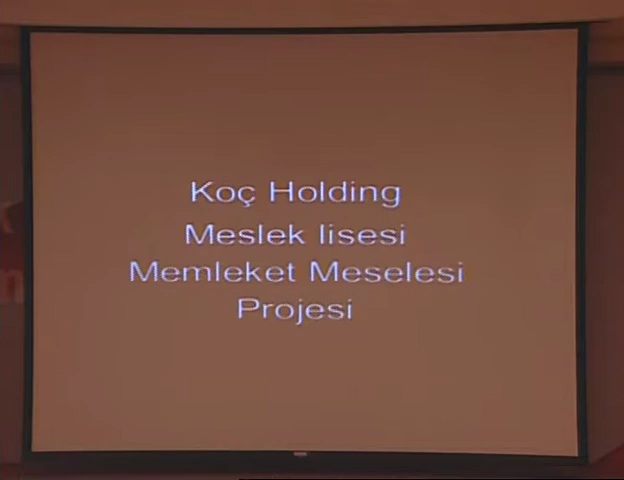 Koç Holding
Meslek lisesi
Memleket Meselesi
Projesi